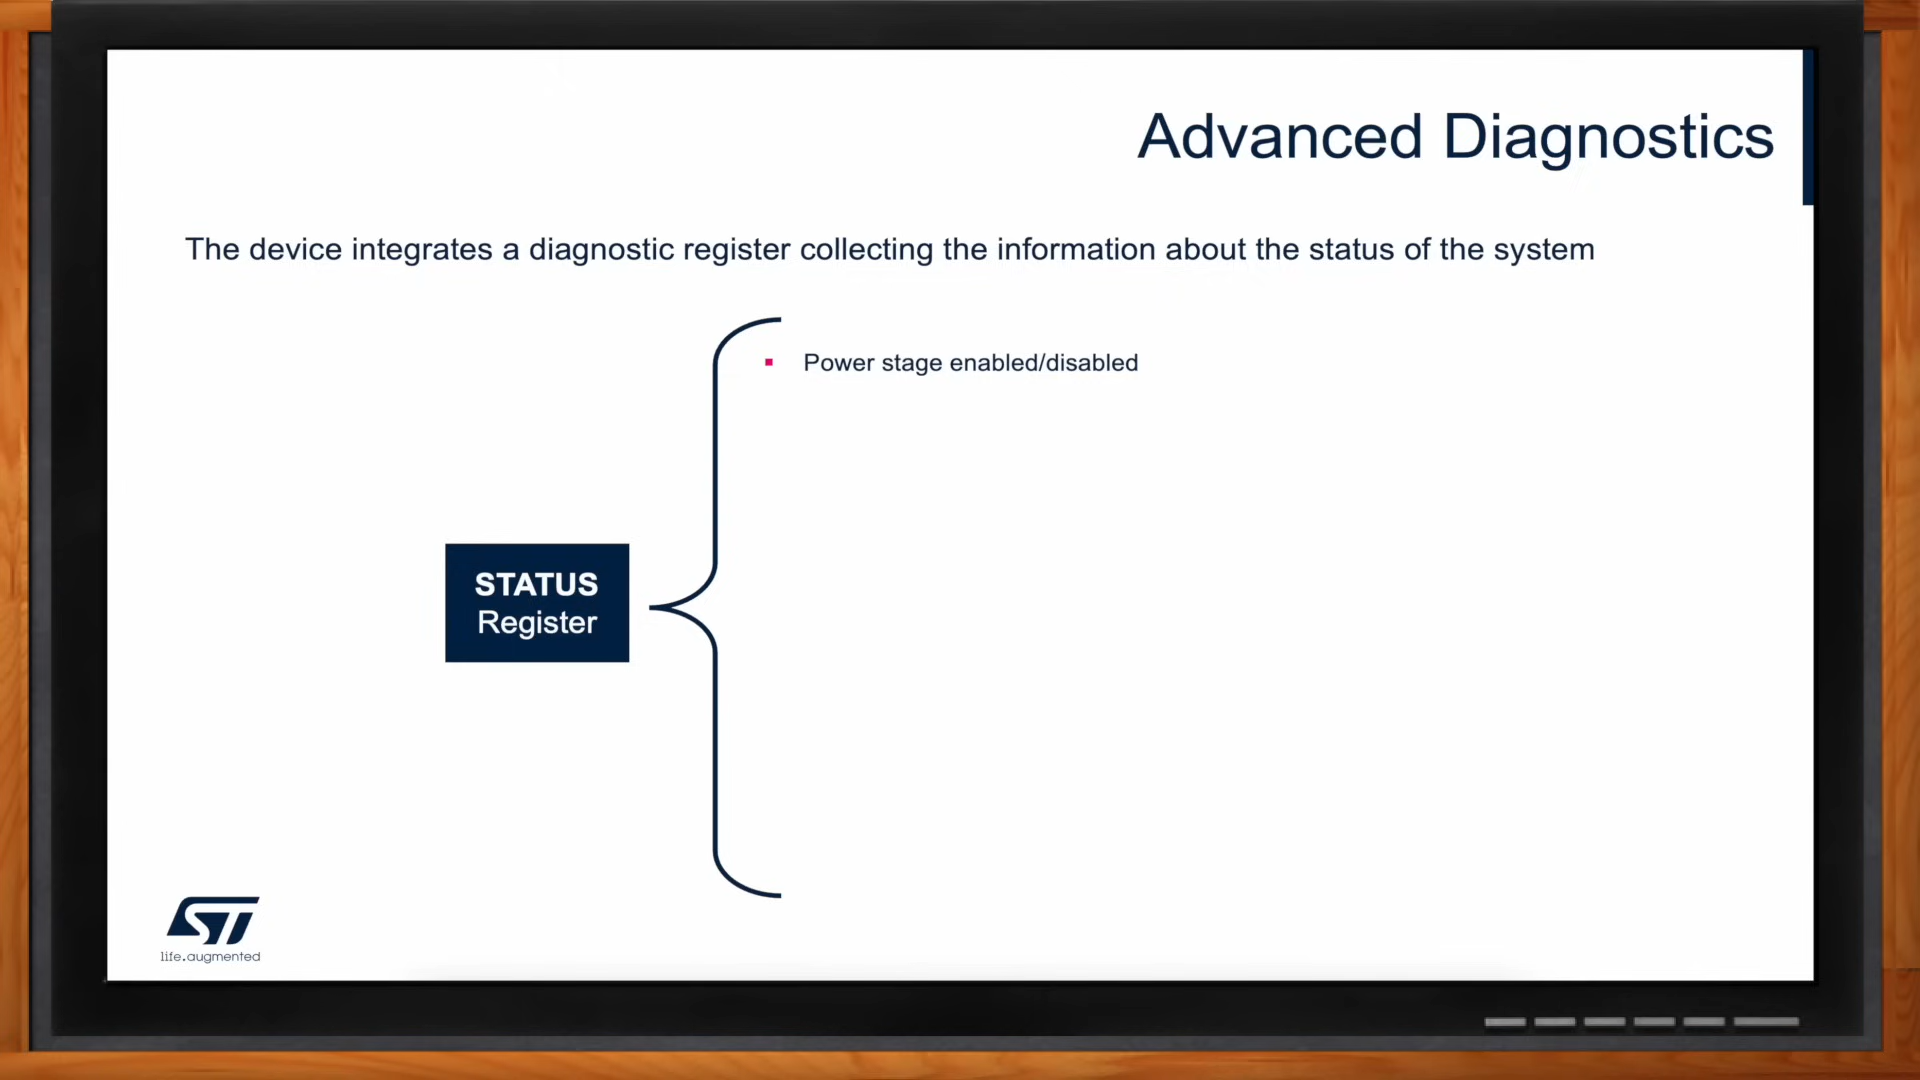 Advanced Diagnostics
The device integrates a diagnostic register collecting the information about the status of the system
Power stage enabled/disabled
STATUS
Register
ST
life.augmented